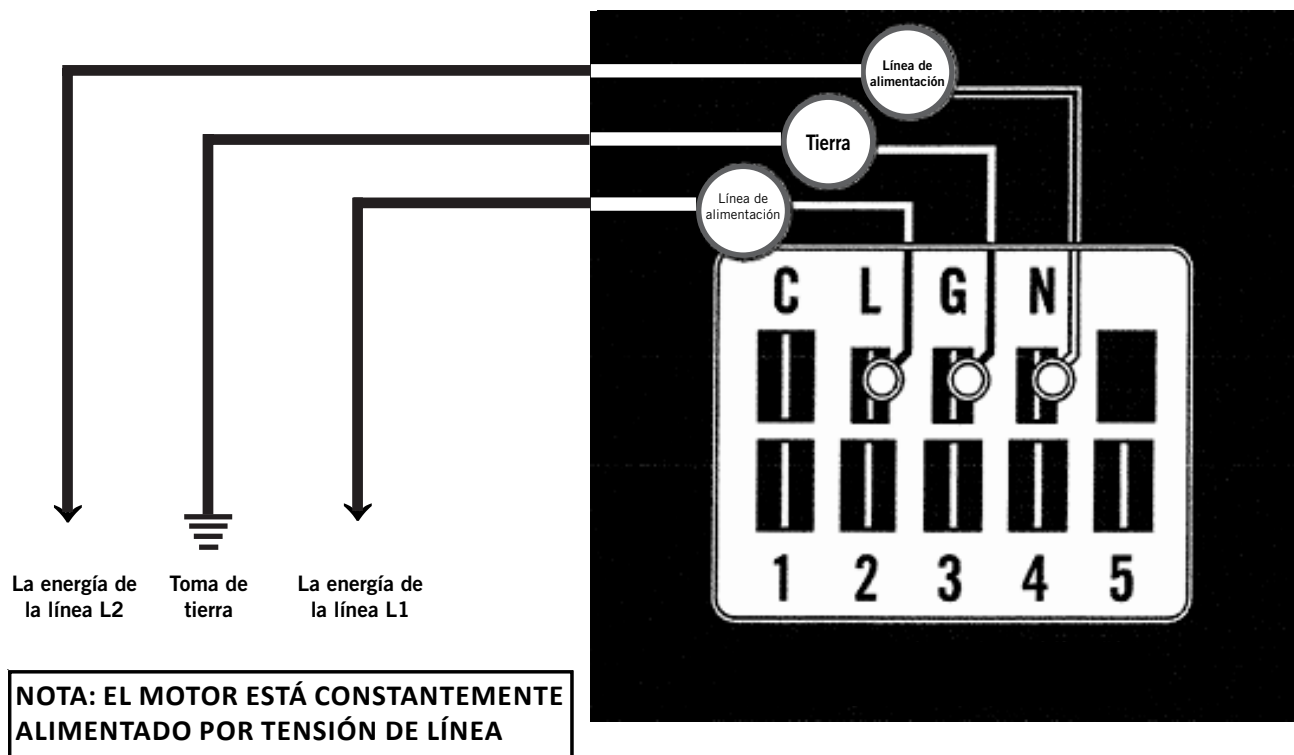 Línea de
alimentación
Tierra
Línea de
alimentación
C L G N
1 2 3 4 5
La energía de
la línea L2
Toma de
tierra
La energía de
la línea L1
NOTA: EL MOTOR ESTÁ CONSTANTEMENTE
ALIMENTADO POR TENSIÓN DE LÍNEA